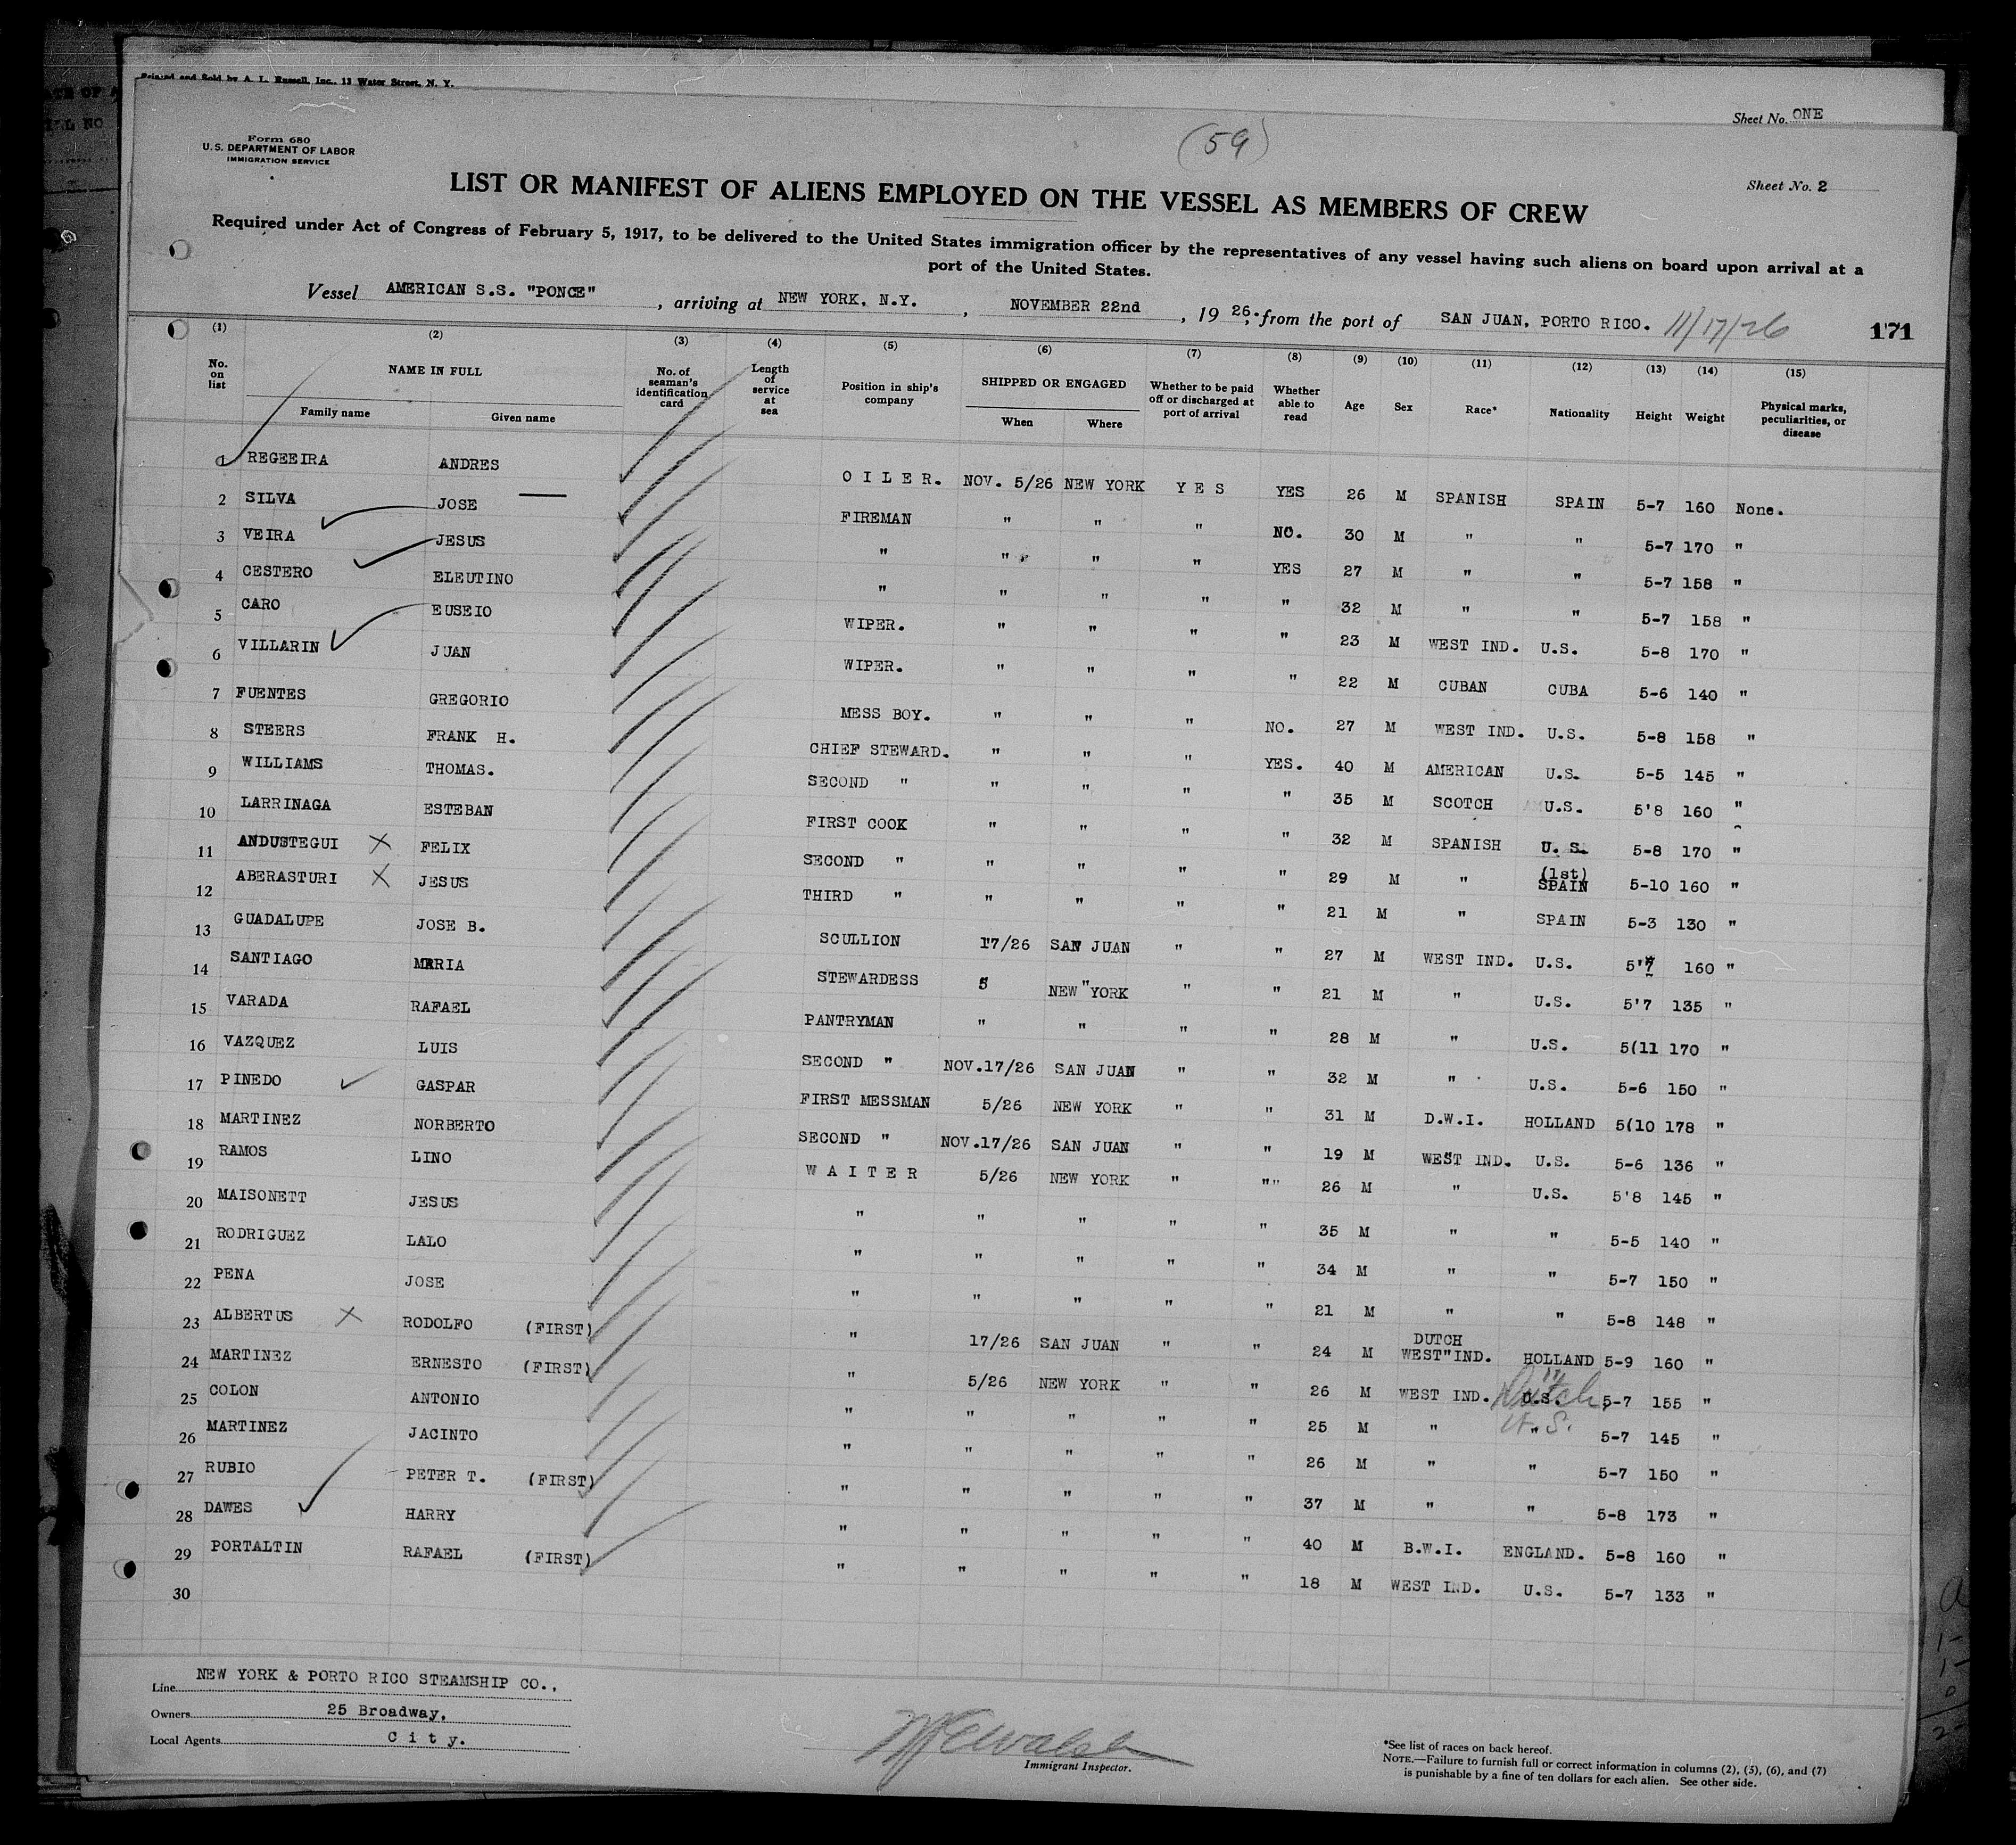 Printed and Sold by A. L. Russell, Inc., 13 Water Street, N. Y.
Sheet No. ONE
Form 680
U. S. DEPARTMENT OF LABOR
IMMIGRATION SERVICE
(59)
Sheet No. 2
LIST OR MANIFEST OF ALIENS EMPLOYED ON THE VESSEL AS MEMBERS OF CREW
Required under Act of Congress of February 5, 1917, to be delivered to the United States immigration officer by the representatives of any vessel having such aliens on board upon arrival at a
port of the United States.
Vessel AMERICAN S.S. "PONCE", arriving at NEW YORK, N.Y., NOVEMBER 22nd, 19 26, from the port of SAN JUAN, PORTO RICO. 11/17/26 171
(1) (2) (3) (4) (5) (6) (7) (8) (9) (10) (11) (12) (13) (14) (15)
No. on list NAME IN FULL Family name Given name No. of seaman's identification card Length of service at sea Position in ship's company SHIPPED OR ENGAGED When Where Whether to be paid off or discharged at port of arrival Whether able to read Age Sex Race* Nationality Height Weight Physical marks, peculiarities, or disease
1 REGEEIRA ANDRES OILER. NOV. 5/26 NEW YORK YES YES 26 M SPANISH SPAIN 5-7 160 None.
2 SILVA JOSE FIREMAN " " " NO. 30 M " " 5-7 170 "
3 VEIRA JESUS " " " " YES 27 M " " 5-7 158 "
4 CESTERO ELEUTINO " " " " " 32 M " " 5-7 158 "
5 CARO EUSEIO WIPER. " " " " 23 M WEST IND. U.S. 5-8 170 "
6 VILLARIN JUAN WIPER. " " " " 22 M CUBAN CUBA 5-6 140 "
7 FUENTES GREGORIO MESS BOY. " " " NO. 27 M WEST IND. U.S. 5-8 158 "
8 STEERS FRANK H. CHIEF STEWARD. " " " YES. 40 M AMERICAN U.S. 5-5 145 "
9 WILLIAMS THOMAS. SECOND " " " " " 35 M SCOTCH U.S. 5'8 160 "
10 LARRINAGA ESTEBAN FIRST COOK " " " " 32 M SPANISH U. S. 5-8 170 "
11 ANDUSTEGUI X FELIX SECOND " " " " " 29 M " (1st) SPAIN 5-10 160 "
12 ABERASTURI X JESUS THIRD " " " " " 21 M " SPAIN 5-3 130 "
13 GUADALUPE JOSE B. SCULLION 17/26 SAN JUAN " " 27 M WEST IND. U.S. 5'7 160 "
14 SANTIAGO MARIA STEWARDESS 5 NEW "YORK " " 21 M " U.S. 5'7 135 "
15 VARADA RAFAEL PANTRYMAN " " " " 28 M " U.S. 5(11 170 "
16 VAZQUEZ LUIS SECOND " NOV.17/26 SAN JUAN " " 32 M " U.S. 5-6 150 "
17 PINEDO GASPAR FIRST MESSMAN 5/26 NEW YORK " " 31 M D.W.I. HOLLAND 5(10 178 "
18 MARTINEZ NORBERTO SECOND " NOV.17/26 SAN JUAN " " 19 M WEST IND. U.S. 5-6 136 "
19 RAMOS LINO WAITER 5/26 NEW YORK " "" 26 M " U.S. 5'8 145 "
20 MAISONETT JESUS " " " " " 35 M " " 5-5 140 "
21 RODRIGUEZ LALO " " " " " 34 M " " 5-7 150 "
22 PENA JOSE " " " " " 21 M " " 5-8 148 "
23 ALBERTUS X RODOLFO (FIRST) " 17/26 SAN JUAN " " 24 M DUTCH WEST"IND. HOLLAND 5-9 160 "
24 MARTINEZ ERNESTO (FIRST) " 5/26 NEW YORK " " 26 M WEST IND. U.S. Dutch 5-7 155 "
25 COLON ANTONIO " " " " " 25 M " " U.S. 5-7 145 "
26 MARTINEZ JACINTO " " " " " 26 M " " 5-7 150 "
27 RUBIO PETER T. (FIRST) " " " " " 37 M " " 5-8 173 "
28 DAWES HARRY " " " " " 40 M B.W.I. ENGLAND. 5-8 160 "
29 PORTALTIN RAFAEL (FIRST) " " " " " 18 M WEST IND. U.S. 5-7 133 "
30
Line NEW YORK & PORTO RICO STEAMSHIP CO.,
Owners 25 Broadway,
Local Agents City.
Immigrant Inspector.
*See list of races on back hereof.
NOTE.—Failure to furnish full or correct information in columns (2), (5), (6), and (7)
is punishable by a fine of ten dollars for each alien. See other side.